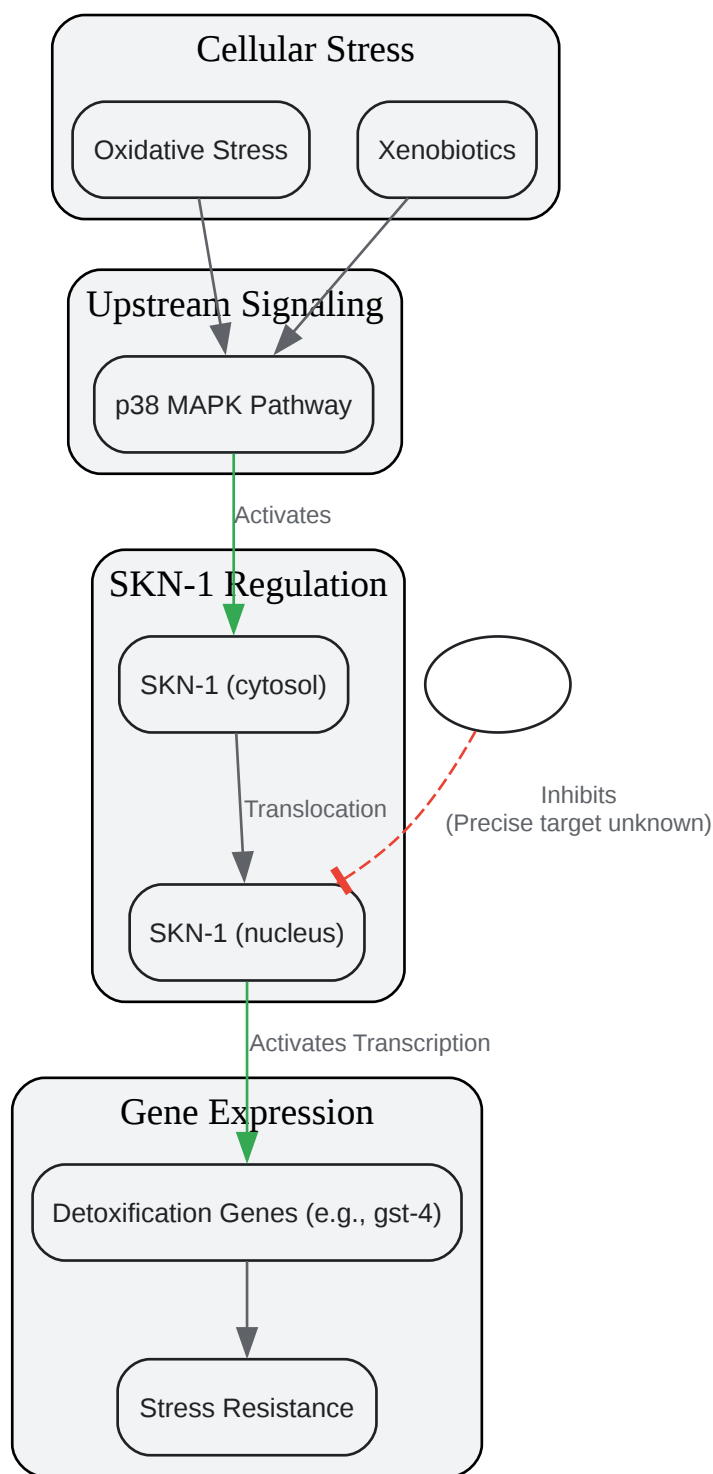 Cellular Stress
Oxidative Stress
Xenobiotics
Upstream Signaling
p38 MAPK Pathway
Activates
SKN-1 Regulation
SKN-1 (cytosol)
Translocation
Inhibits
(Precise target unknown)
SKN-1 (nucleus)
Activates Transcription
Gene Expression
Detoxification Genes (e.g., gst-4)
Stress Resistance